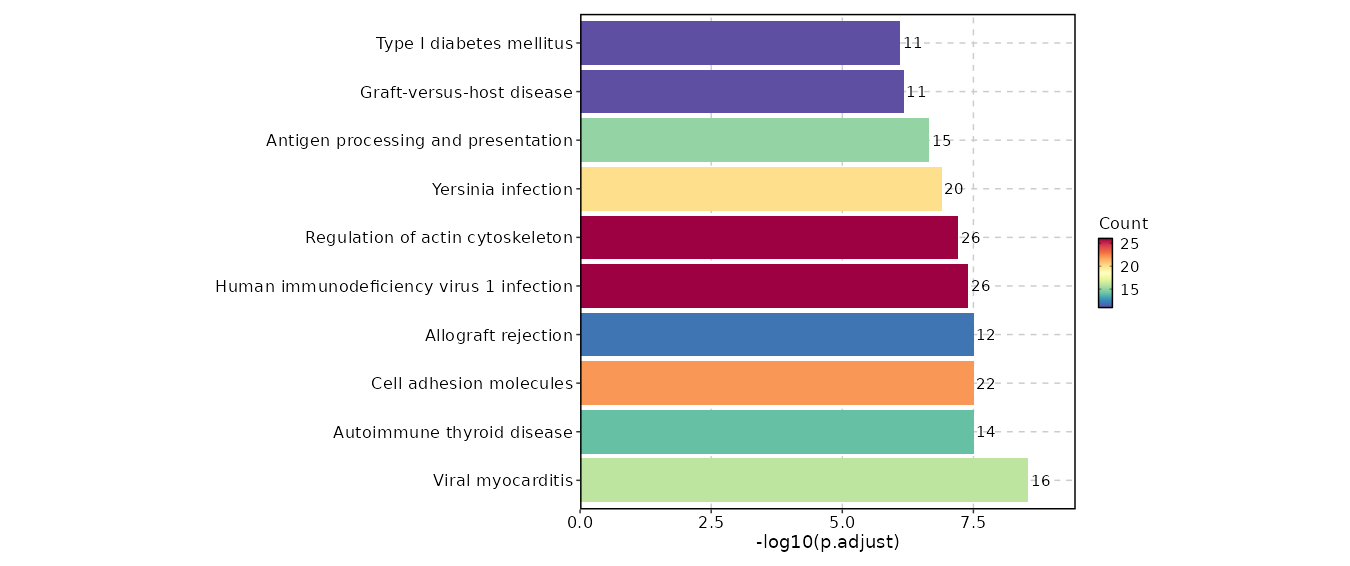 Type I diabetes mellitus
11
Graft-versus-host disease
11
Antigen processing and presentation
15
Yersinia infection
20
Regulation of actin cytoskeleton
26
Human immunodeficiency virus 1 infection
26
Allograft rejection
12
Cell adhesion molecules
22
Autoimmune thyroid disease
14
Viral myocarditis
16
0.0
2.5
5.0
7.5
-log10(p.adjust)
Count
25
20
15